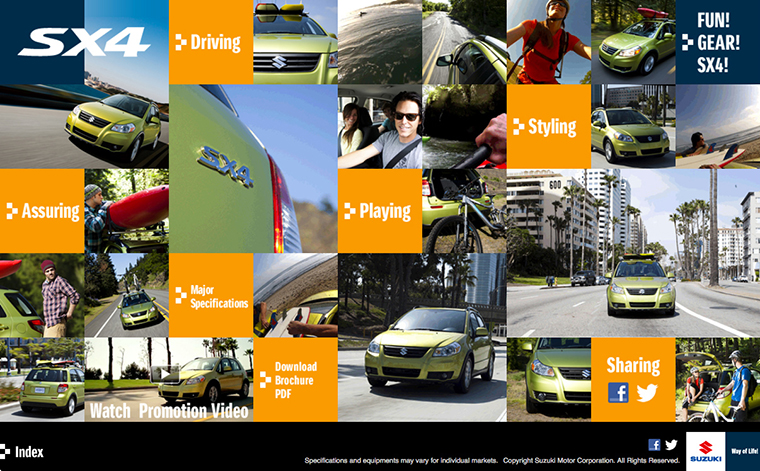 SX4
Driving
FUN!
GEAR!
SX4!
SX4
Styling
Assuring
Playing
600
Major
Specifications
Download
Brochure
PDF
Sharing
Watch Promotion Video
Index
Specifications and equipments may vary for individual markets. Copyright Suzuki Motor Corporation. All Rights Reserved.
SUZUKI
Way of Life!